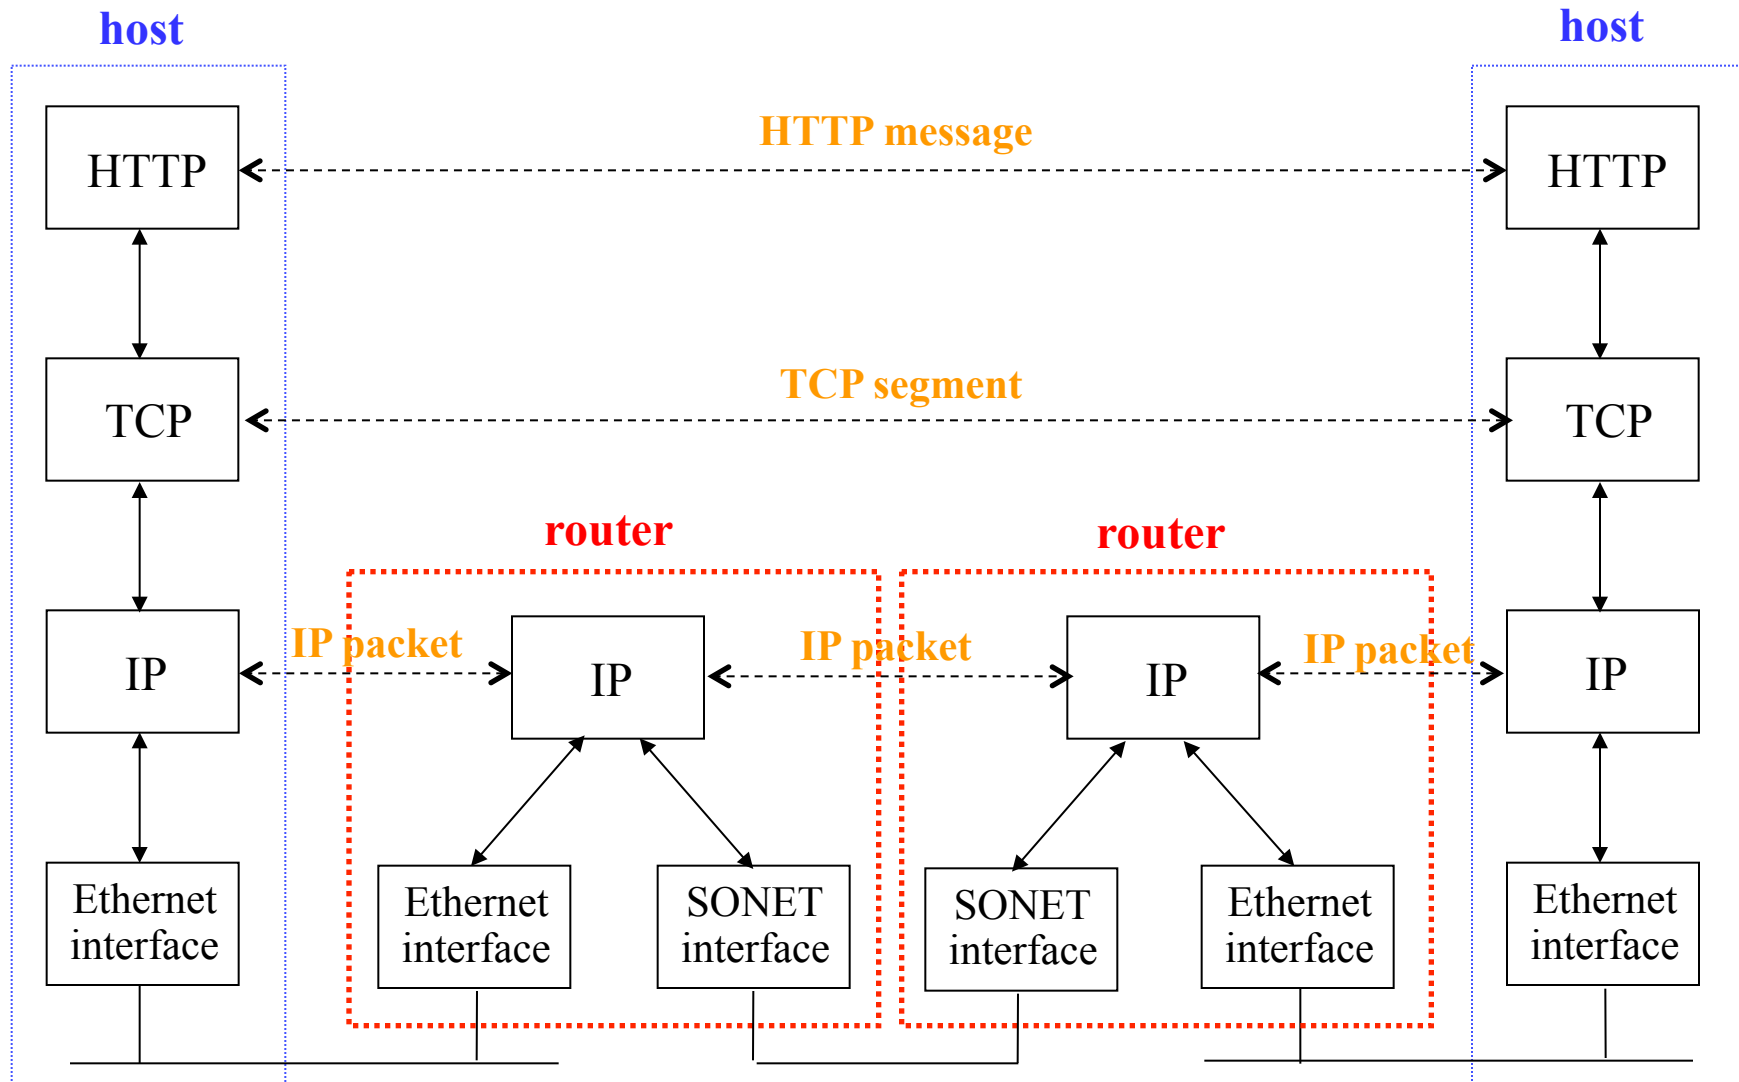 host
host
HTTP message
HTTP
HTTP
TCP segment
TCP
TCP
router
router
IP packet
IP packet
IP packet
IP
IP
IP
IP
Ethernet
interface
Ethernet
interface
SONET
interface
SONET
interface
Ethernet
interface
Ethernet
interface